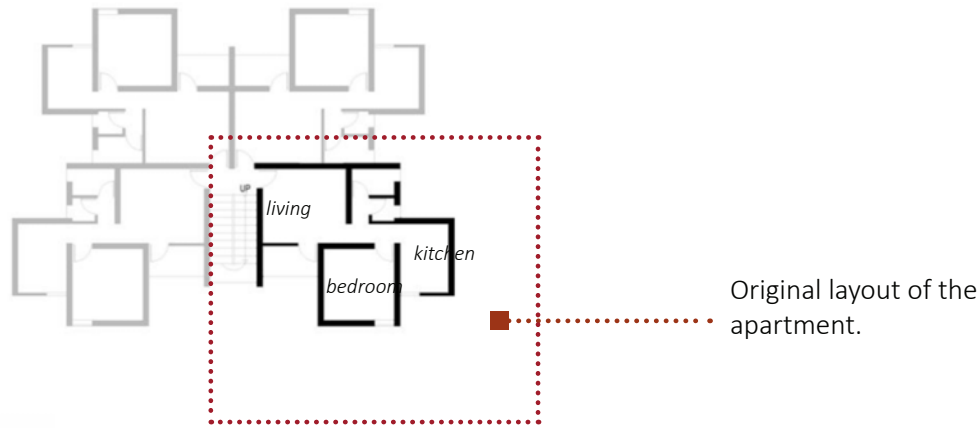 UP
living
kitchen
bedroom
Original layout of the
apartment.